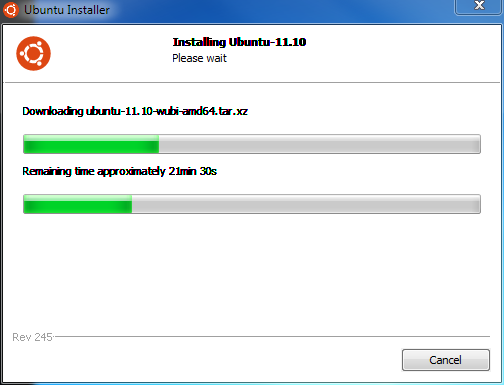 Ubuntu Installer
Installing Ubuntu-11.10
Please wait
Downloading ubuntu-11.10-wubi-amd64.tar.xz
Remaining time approximately 21min 30s
Rev 245
Cancel